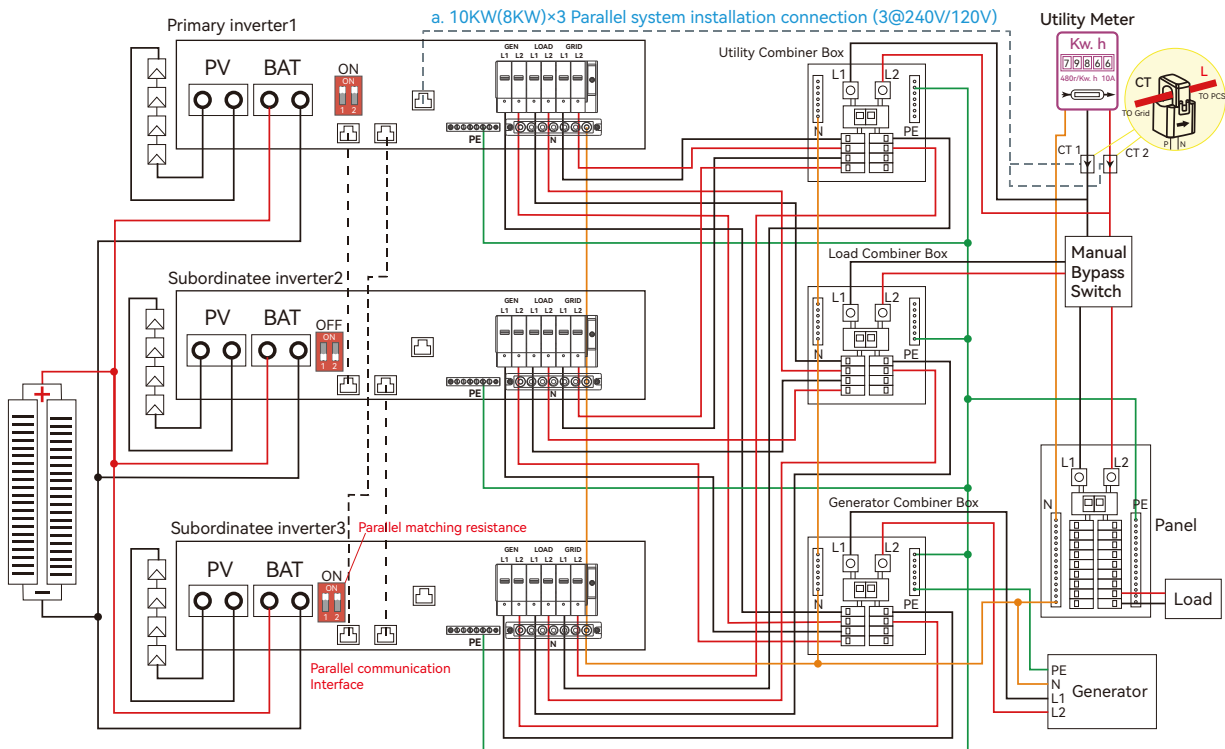 a. 10KW(8KW)×3 Parallel system installation connection (3@240V/120V)
Primary inverter1
PV
BAT
ON
ON
1 2
GEN LOAD GRID
L1 L2 L1 L2 L1 L2
PE
N
Utility Combiner Box
L1
L2
N
PE
Utility Meter
Kw. h
7 9 8 6 6
480r/Kw. h 10A
CT
L
TO PCS
TO Grid
P N
CT 1
CT 2
Subordinatee inverter2
PV
BAT
OFF
ON
1 2
GEN LOAD GRID
L1 L2 L1 L2 L1 L2
PE
N
Load Combiner Box
L1
L2
N
PE
Manual
Bypass
Switch
+
−
Subordinatee inverter3
Parallel matching resistance
PV
BAT
ON
ON
1 2
GEN LOAD GRID
L1 L2 L1 L2 L1 L2
PE
N
Parallel communication
Interface
Generator Combiner Box
L1
L2
N
PE
L1
L2
N
PE
Panel
Load
PE
N
L1
L2
Generator